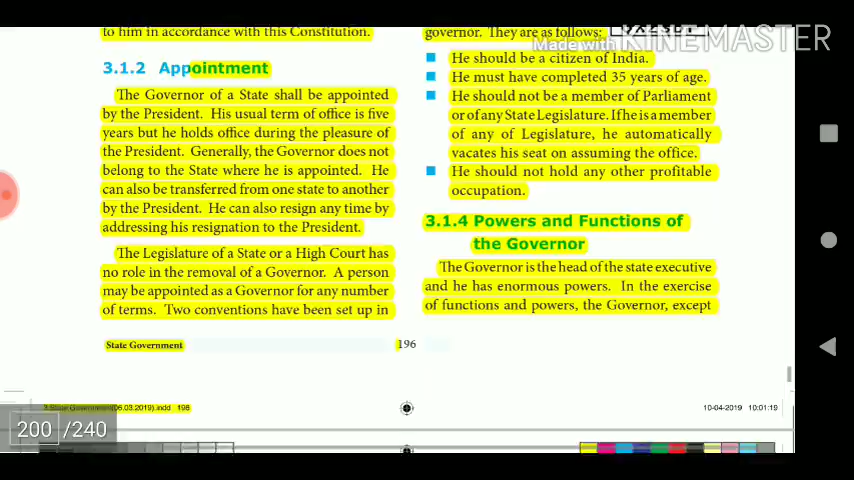 to him in accordance with this Constitution.
3.1.2 Appointment
The Governor of a State shall be appointed
by the President. His usual term of office is five
years but he holds office during the pleasure of
the President. Generally, the Governor does not
belong to the State where he is appointed. He
can also be transferred from one state to another
by the President. He can also resign any time by
addressing his resignation to the President.
The Legislature of a State or a High Court has
no role in the removal of a Governor. A person
may be appointed as a Governor for any number
of terms. Two conventions have been set up in
governor. They are as follows:
Made with KINEMASTER
He should be a citizen of India.
He must have completed 35 years of age.
He should not be a member of Parliament
or of any State Legislature. If he is a member
of any of Legislature, he automatically
vacates his seat on assuming the office.
He should not hold any other profitable
occupation.
3.1.4 Powers and Functions of
the Governor
The Governor is the head of the state executive
and he has enormous powers. In the exercise
of functions and powers, the Governor, except
State Government 196
3.State Government(06.03.2019).indd 196
10-04-2019 10:01:19
200 /240